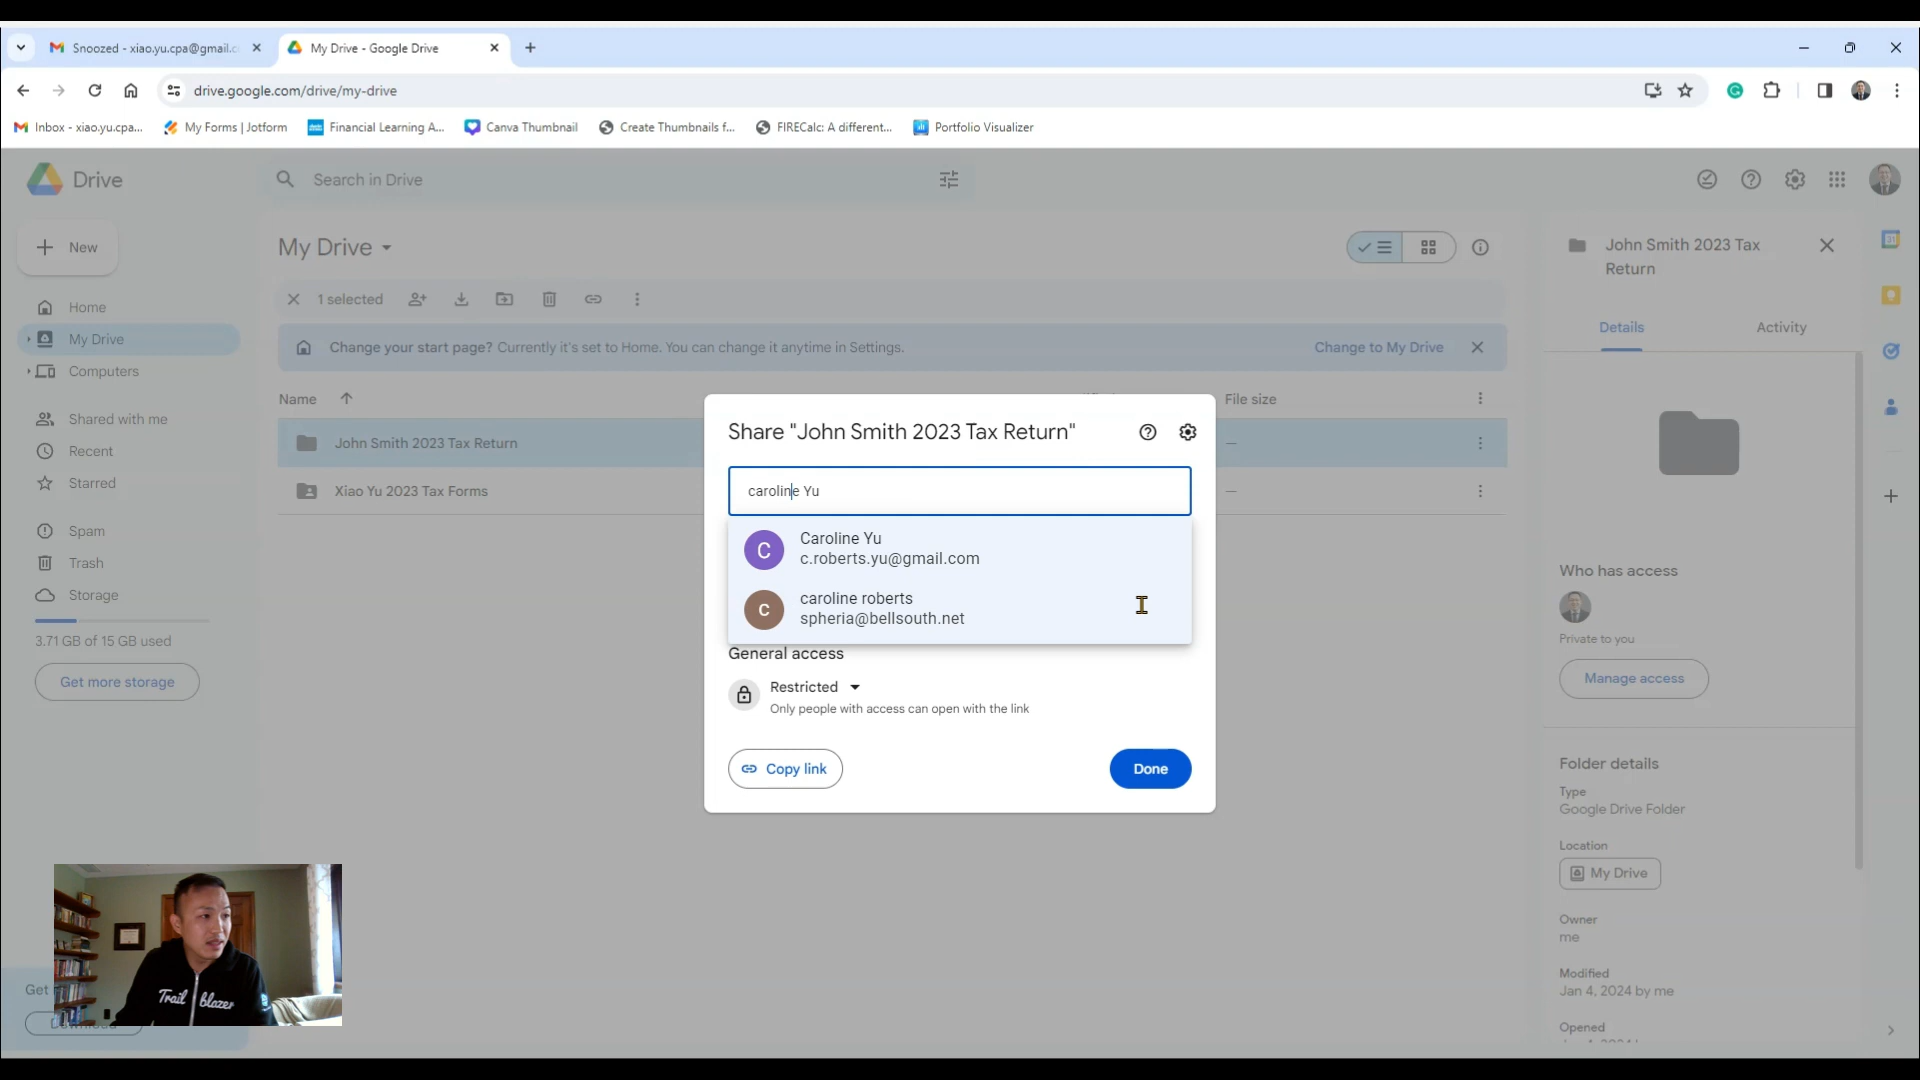 Snoozed - xiao.yu.cpa@gmail.c
My Drive - Google Drive
drive.google.com/drive/my-drive
Inbox - xiao.yu.cpa...
My Forms | Jotform
Financial Learning A...
Canva Thumbnail
Create Thumbnails f...
FIRECalc: A different...
Portfolio Visualizer
Drive
Search in Drive
New
My Drive
John Smith 2023 Tax
Return
1 selected
Home
My Drive
Computers
Shared with me
Recent
Starred
Spam
Trash
Storage
3.71 GB of 15 GB used
Get more storage
Change your start page? Currently it's set to Home. You can change it anytime in Settings.
Change to My Drive
Name
File size
John Smith 2023 Tax Return
—
Xiao Yu 2023 Tax Forms
—
Share "John Smith 2023 Tax Return"
caroline Yu
C
Caroline Yu
c.roberts.yu@gmail.com
c
caroline roberts
spheria@bellsouth.net
General access
Restricted
Only people with access can open with the link
Copy link
Done
Details
Activity
Who has access
Private to you
Manage access
Folder details
Type
Google Drive Folder
Location
My Drive
Owner
me
Modified
Jan 4, 2024 by me
Opened
Get
Trail blazer